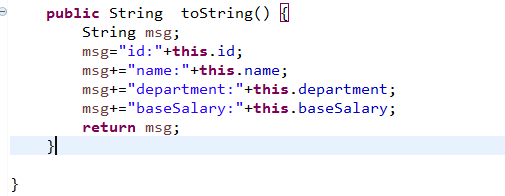 public String  toString() {
String msg;
msg="id:"+this.id;
msg+="name:"+this.name;
msg+="department:"+this.department;
msg+="baseSalary:"+this.baseSalary;
return msg;
}
}